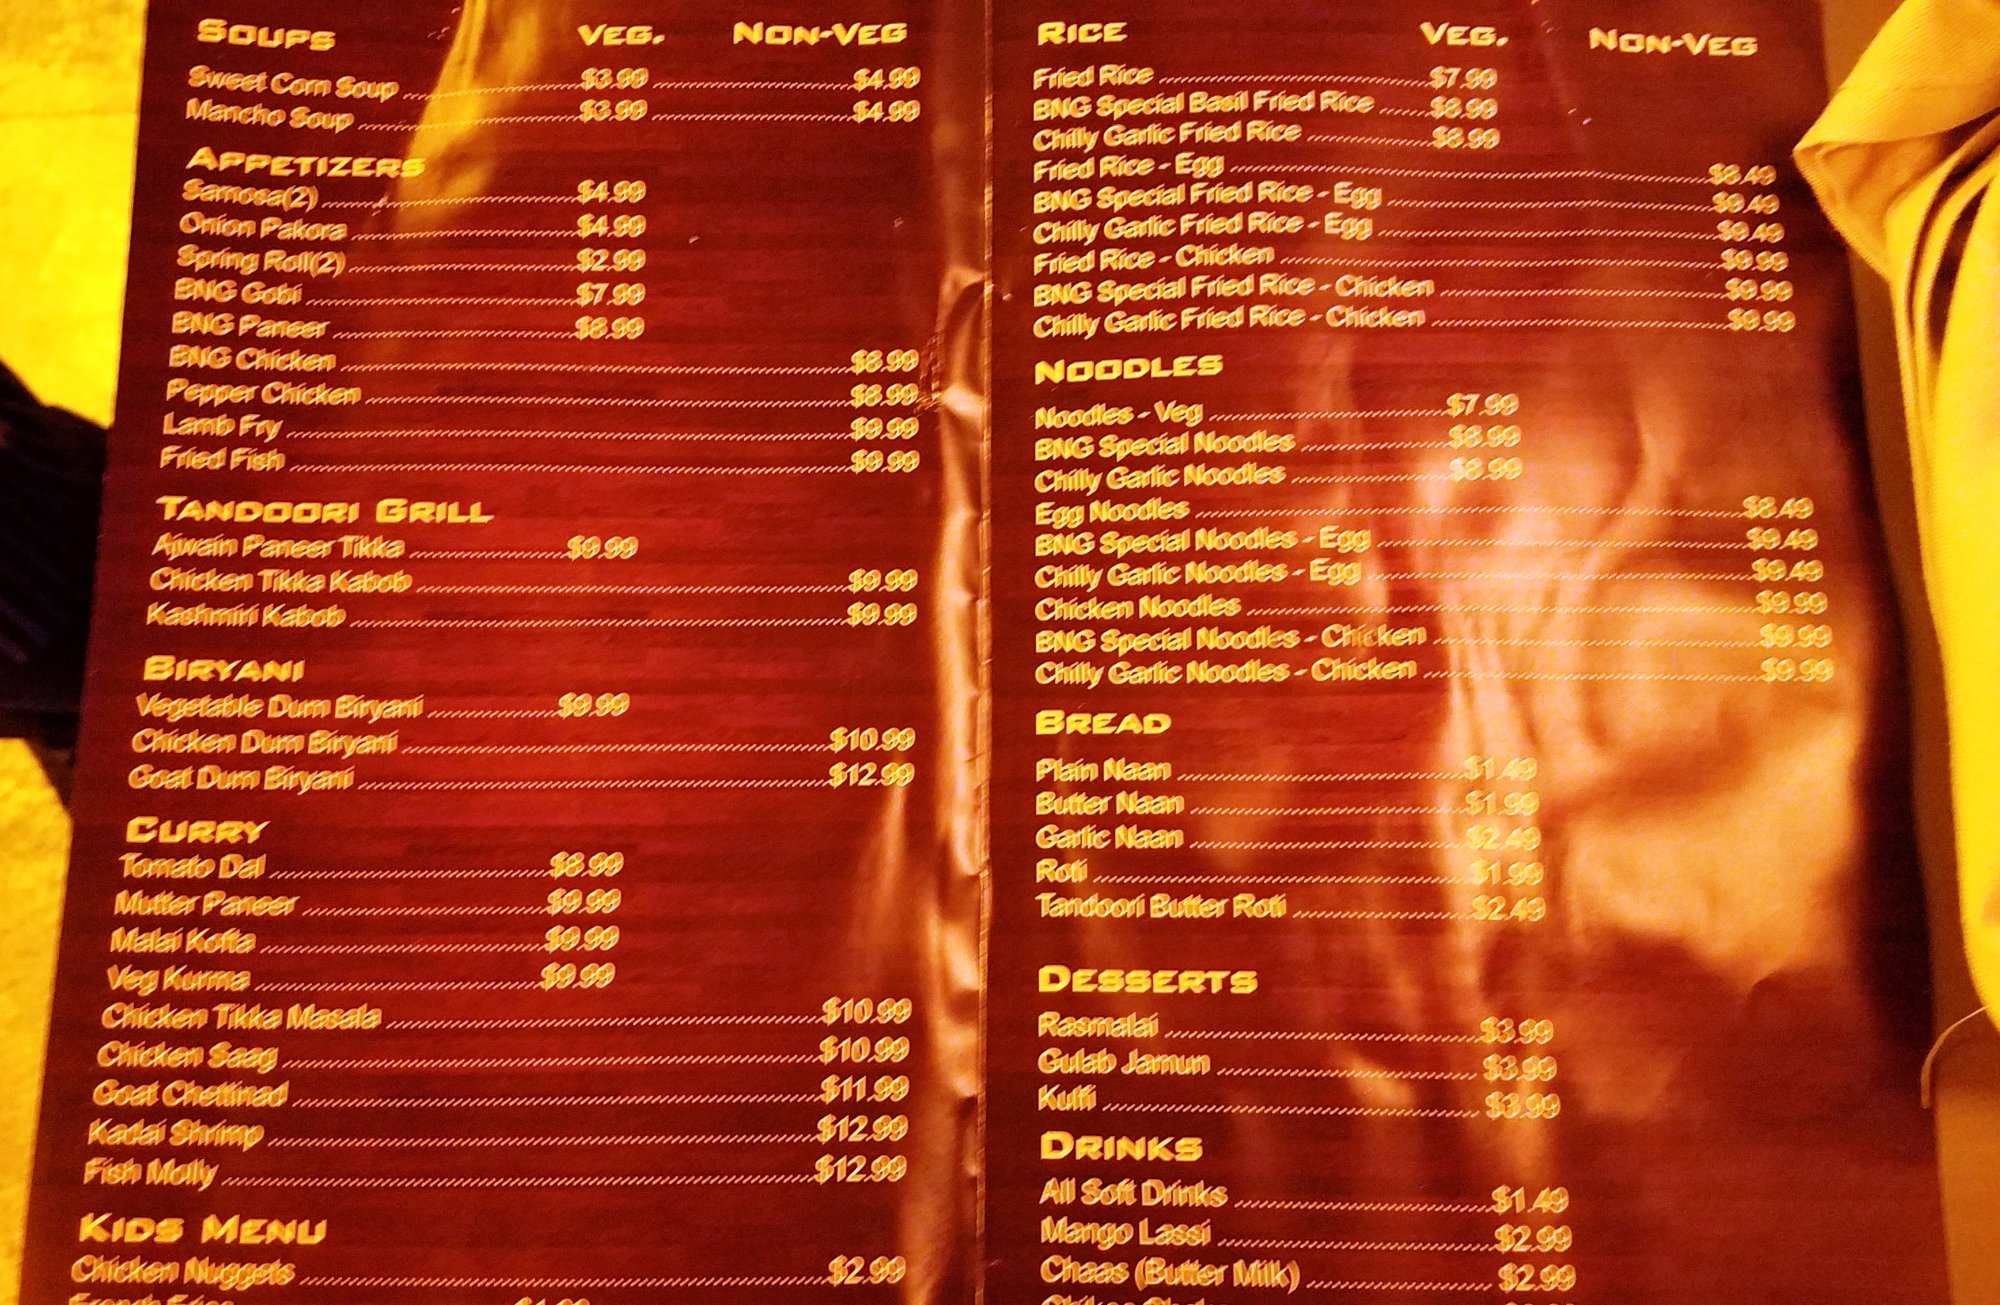 SOUPS VEG. NON-VEG
Sweet Corn Soup $3.99 $4.99
Mancho Soup $3.99 $4.99
APPETIZERS
Samosa(2) $4.99
Onion Pakora $4.99
Spring Roll(2) $2.99
BNG Gobi $7.99
BNG Paneer $8.99
BNG Chicken $8.99
Pepper Chicken $8.99
Lamb Fry $9.99
Fried Fish $9.99
TANDOORI GRILL
Ajwain Paneer Tikka $9.99
Chicken Tikka Kabob $9.99
Kashmiri Kabob $9.99
BIRYANI
Vegetable Dum Biryani $9.99
Chicken Dum Biryani $10.99
Goat Dum Biryani $12.99
CURRY
Tomato Dal $8.99
Mutter Paneer $9.99
Malai Kofta $9.99
Veg Kurma $9.99
Chicken Tikka Masala $10.99
Chicken Saag $10.99
Goat Chettinad $11.99
Kadai Shrimp $12.99
Fish Molly $12.99
KIDS MENU
Chicken Nuggets $2.99
French Fries
RICE VEG. NON-VEG
Fried Rice $7.99
BNG Special Basil Fried Rice $8.99
Chilly Garlic Fried Rice $8.99
Fried Rice - Egg $8.49
BNG Special Fried Rice - Egg $9.49
Chilly Garlic Fried Rice - Egg $9.49
Fried Rice - Chicken $9.99
BNG Special Fried Rice - Chicken $9.99
Chilly Garlic Fried Rice - Chicken $9.99
NOODLES
Noodles - Veg $7.99
BNG Special Noodles $8.99
Chilly Garlic Noodles $8.99
Egg Noodles $8.49
BNG Special Noodles - Egg $9.49
Chilly Garlic Noodles - Egg $9.49
Chicken Noodles $9.99
BNG Special Noodles - Chicken $9.99
Chilly Garlic Noodles - Chicken $9.99
BREAD
Plain Naan $1.49
Butter Naan $1.99
Garlic Naan $2.49
Roti $1.99
Tandoori Butter Roti $2.49
DESSERTS
Rasmalai $3.99
Gulab Jamun $3.99
Kulfi $3.99
DRINKS
All Soft Drinks $1.49
Mango Lassi $2.99
Chaas (Butter Milk) $2.99